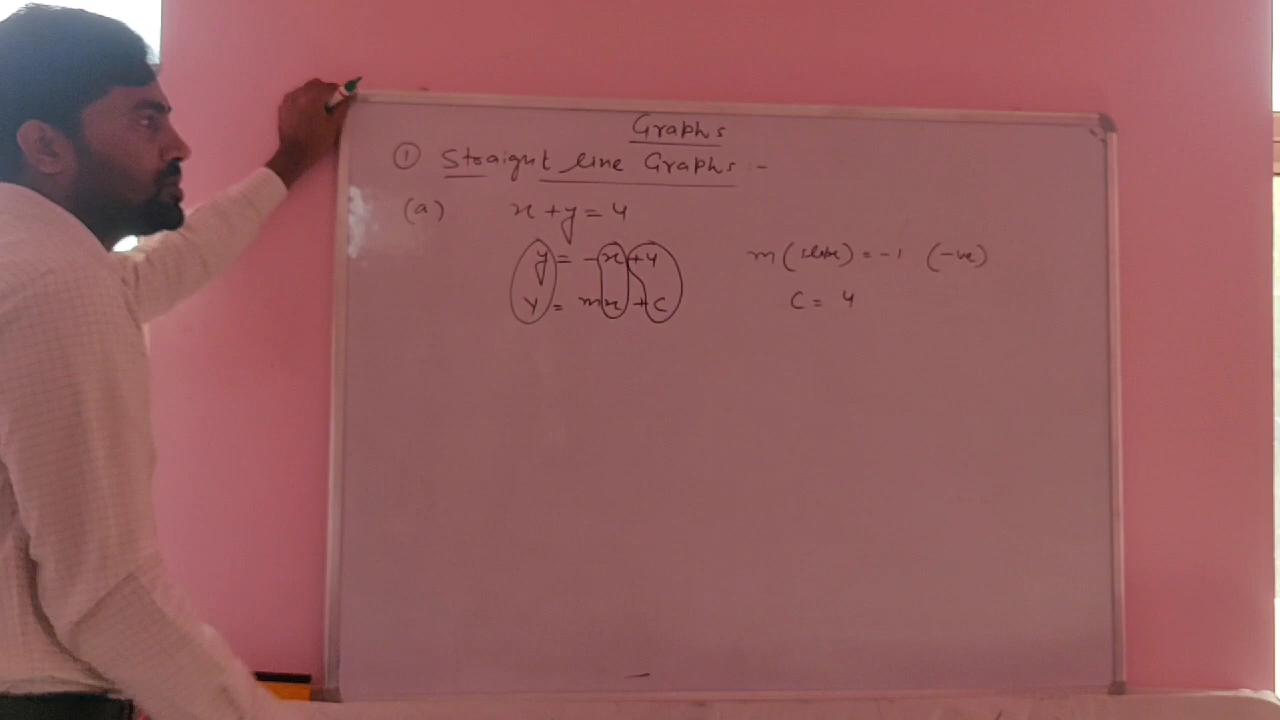 Graphs
① Straight line Graphs :-
(a) x + y = 4
y = -x + 4 m (slope) = -1 (-ve)
Y = mx + C C = 4